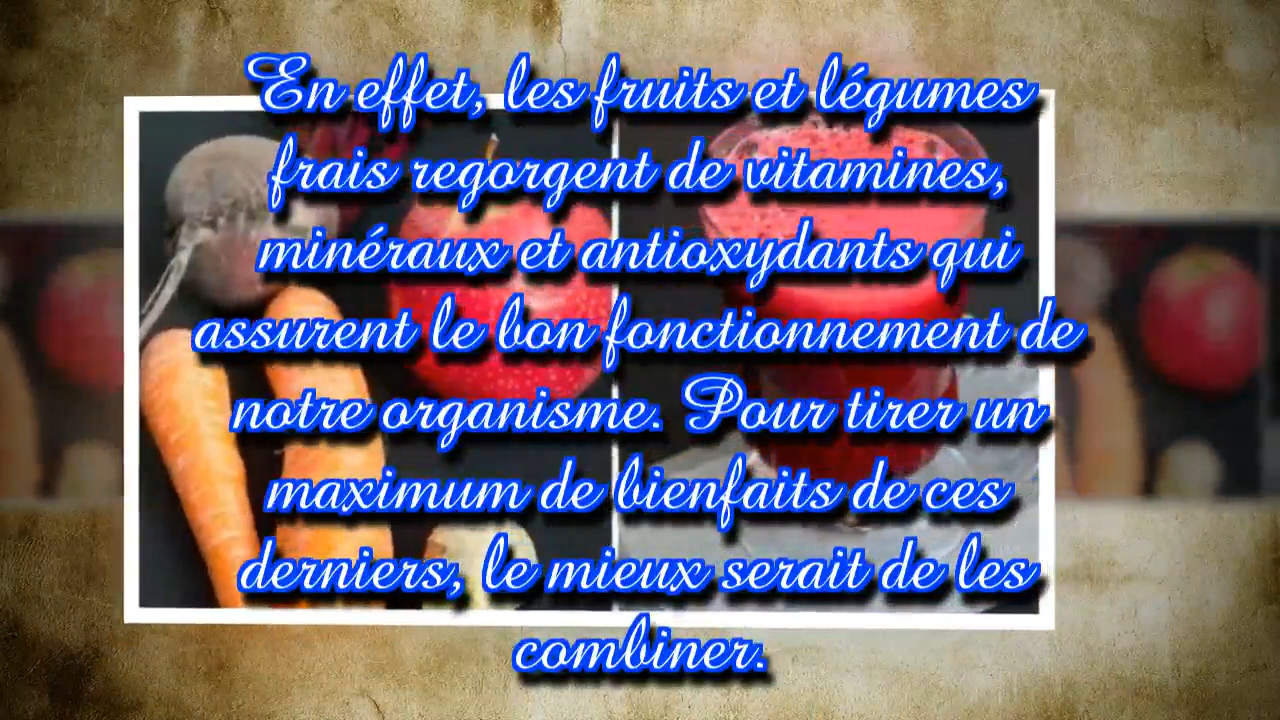 En effet, les fruits et légumes
frais regorgent de vitamines,
minéraux et antioxydants qui
assurent le bon fonctionnement de
notre organisme. Pour tirer un
maximum de bienfaits de ces
derniers, le mieux serait de les
combiner.